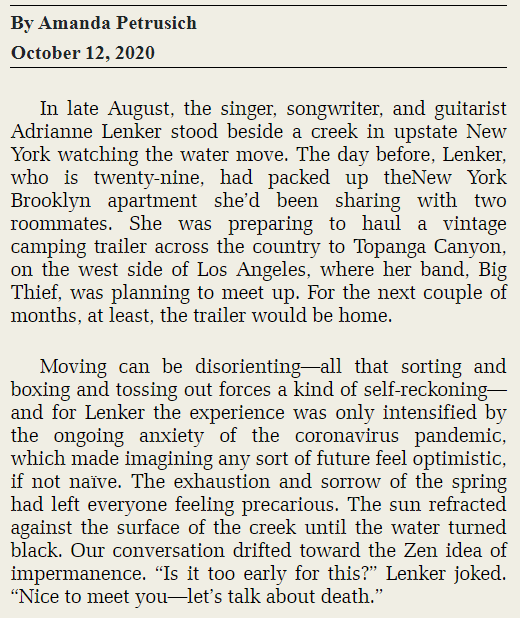 By Amanda Petrusich
October 12, 2020
In late August, the singer, songwriter, and guitarist
Adrianne Lenker stood beside a creek in upstate New
York watching the water move. The day before, Lenker,
who is twenty-nine, had packed up theNew York
Brooklyn apartment she’d been sharing with two
roommates. She was preparing to haul a vintage
camping trailer across the country to Topanga Canyon,
on the west side of Los Angeles, where her band, Big
Thief, was planning to meet up. For the next couple of
months, at least, the trailer would be home.
Moving can be disorienting—all that sorting and
boxing and tossing out forces a kind of self-reckoning—
and for Lenker the experience was only intensified by
the ongoing anxiety of the coronavirus pandemic,
which made imagining any sort of future feel optimistic,
if not naïve. The exhaustion and sorrow of the spring
had left everyone feeling precarious. The sun refracted
against the surface of the creek until the water turned
black. Our conversation drifted toward the Zen idea of
impermanence. “Is it too early for this?” Lenker joked.
“Nice to meet you—let’s talk about death.”